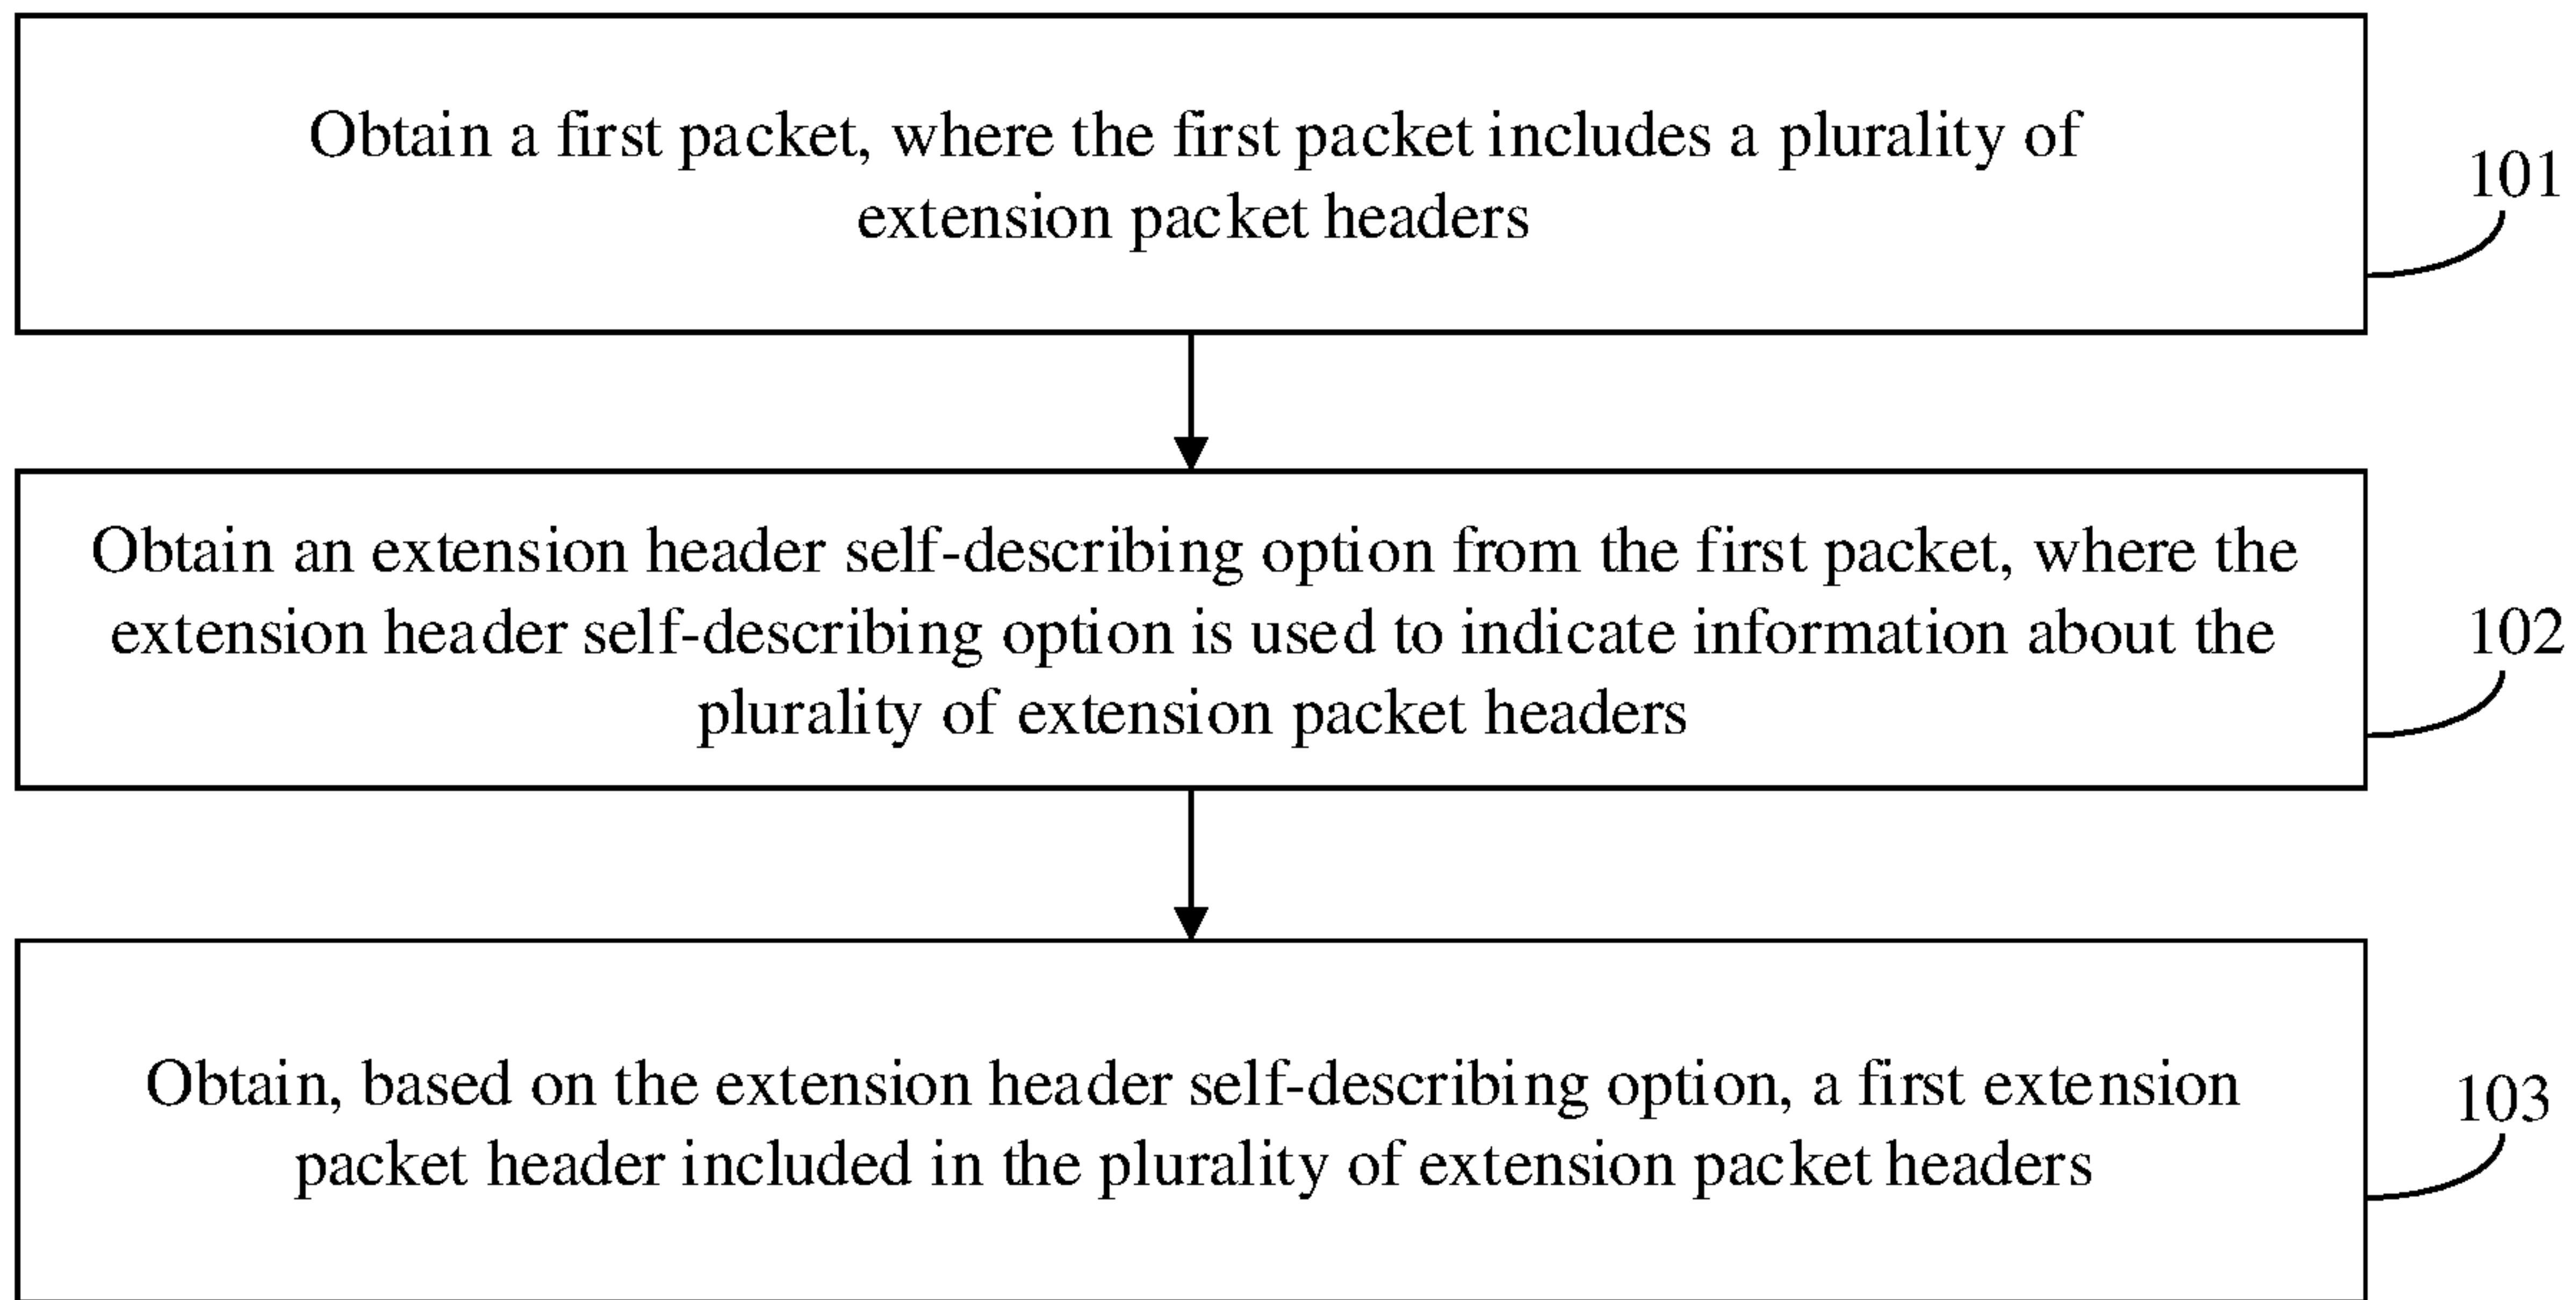 Obtain a first packet, where the first packet includes a plurality of
extension packet headers
101
Obtain an extension header self-describing option from the first packet, where the
extension header self-describing option is used to indicate information about the
plurality of extension packet headers
102
Obtain, based on the extension header self-describing option, a first extension
packet header included in the plurality of extension packet headers
103